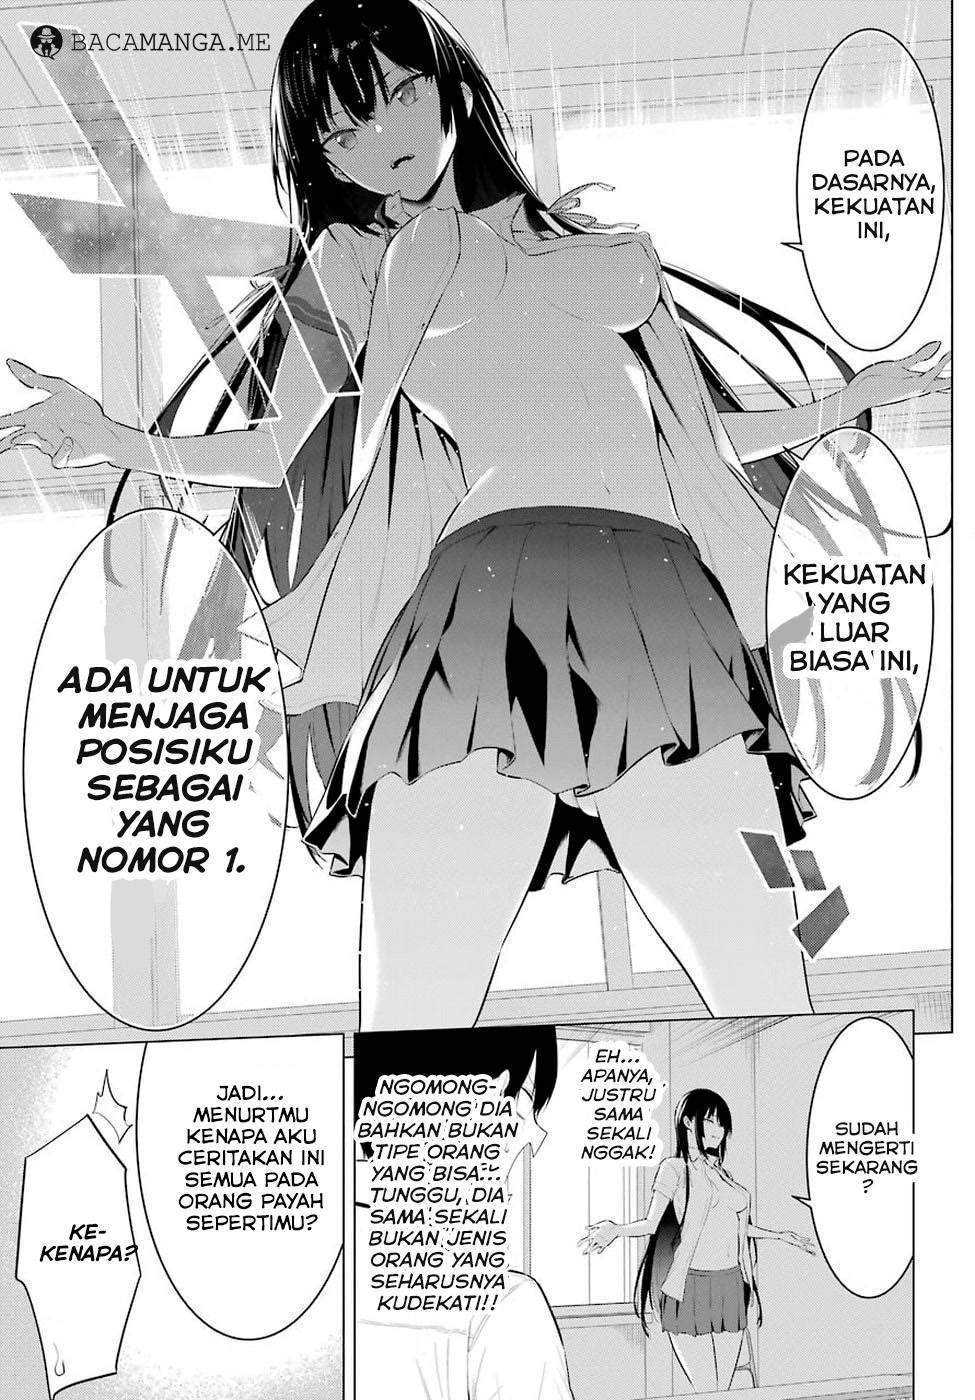 BACAMANGA.ME
PADA
DASARNYA,
KEKUATAN
INI,
KEKUATAN
YANG
LUAR
BIASA INI,
ADA UNTUK
MENJAGA
POSISIKU
SEBAGAI
YANG
NOMOR 1.
SUDAH
MENGERTI
SEKARANG
?
EH...
APANYA,
JUSTRU
SAMA
SEKALI
NGGAK!
NGOMONG-
NGOMONG DIA
BAHKAN BUKAN
TIPE ORANG
YANG BISA...
TUNGGU, DIA
SAMA SEKALI
BUKAN JENIS
ORANG YANG
SEHARUSNYA
KUDEKATI!!
JADI...
MENURTMU
KENAPA AKU
CERITAKAN INI
SEMUA PADA
ORANG PAYAH
SEPERTIMU?
KE-
KENAPA?